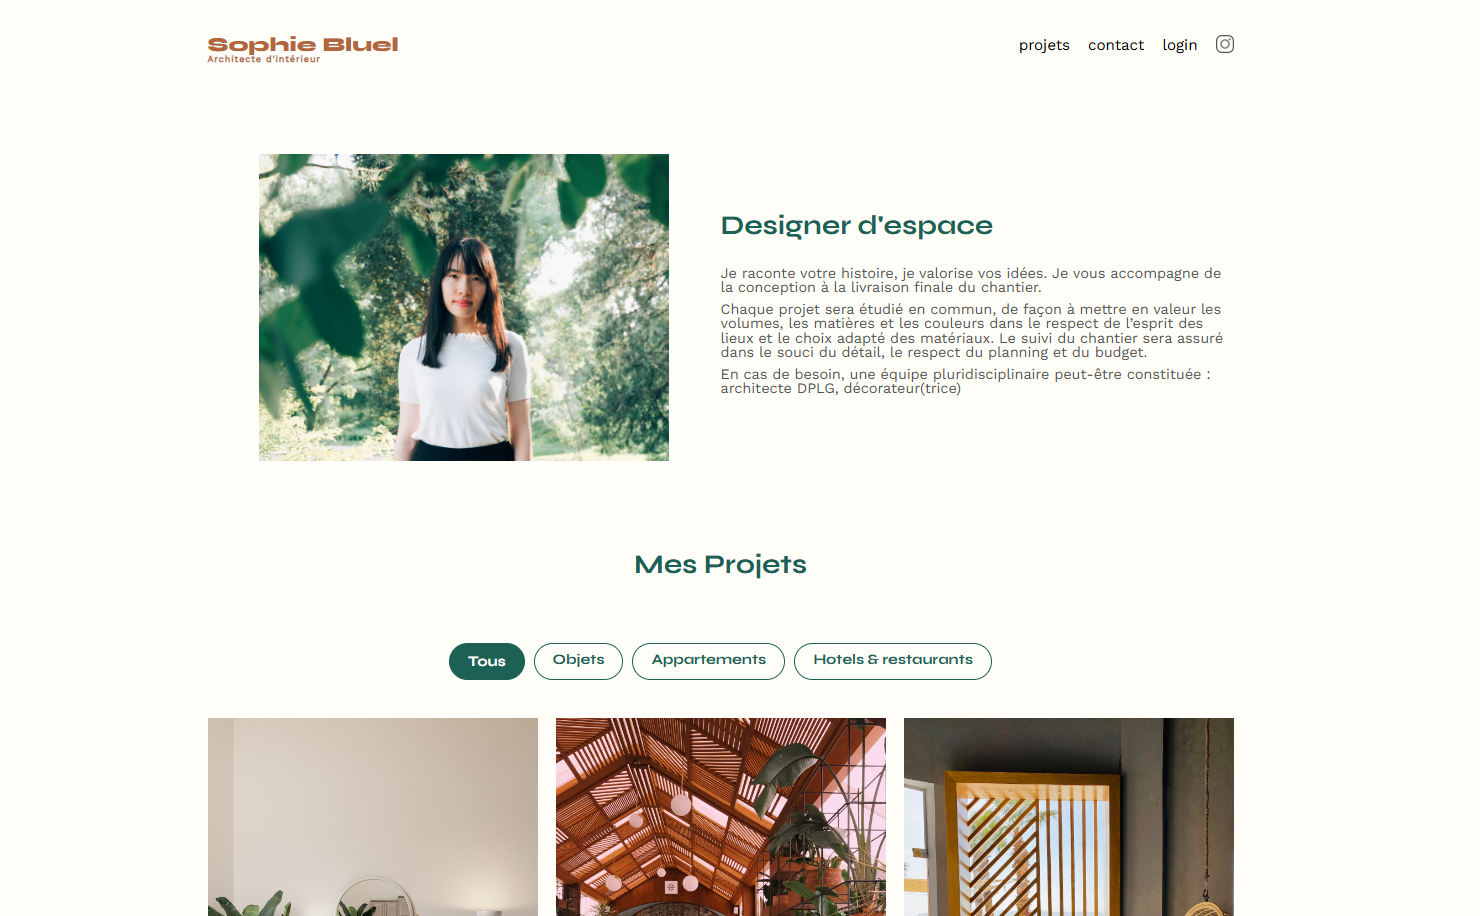 Sophie Bluel
Architecte d'intérieur
projets contact login
Designer d'espace
Je raconte votre histoire, je valorise vos idées. Je vous accompagne de
la conception à la livraison finale du chantier.
Chaque projet sera étudié en commun, de façon à mettre en valeur les
volumes, les matières et les couleurs dans le respect de l’esprit des
lieux et le choix adapté des matériaux. Le suivi du chantier sera assuré
dans le souci du détail, le respect du planning et du budget.
En cas de besoin, une équipe pluridisciplinaire peut-être constituée :
architecte DPLG, décorateur(trice)
Mes Projets
Tous Objets Appartements Hotels & restaurants